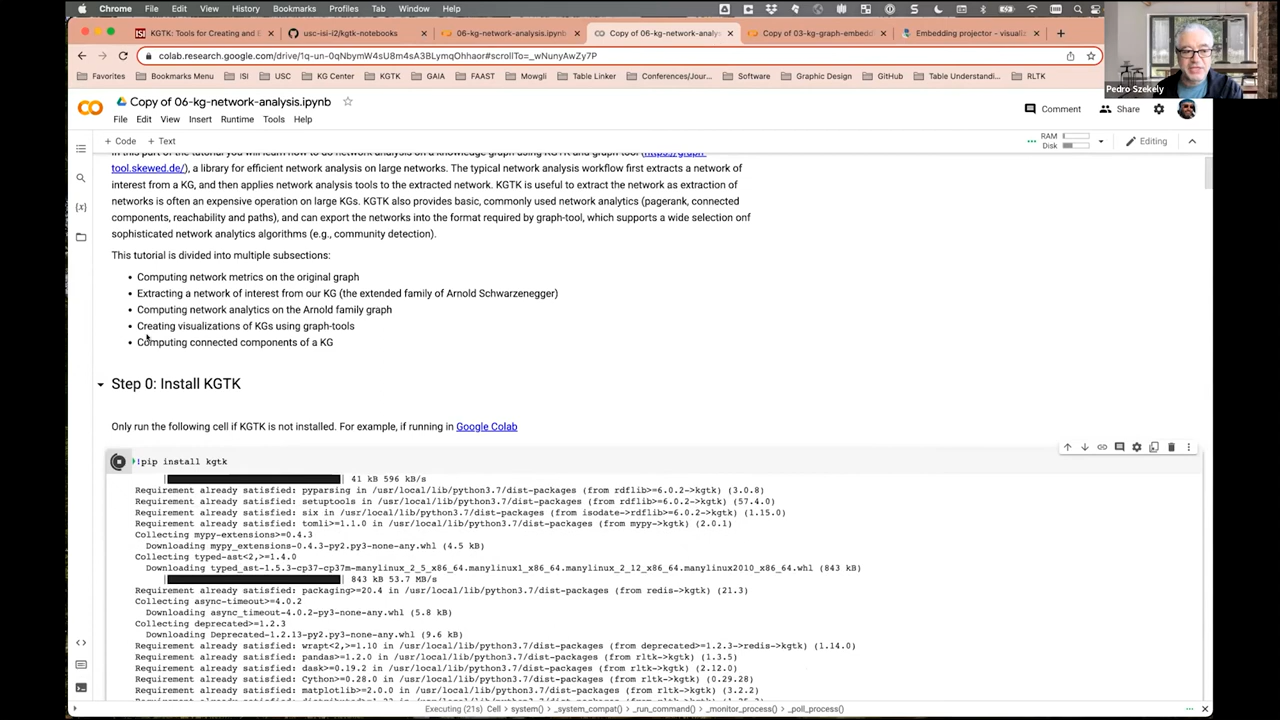 Chrome File Edit View History Bookmarks Profiles Tab Window Help
KGTK: Tools for Creating and E
usc-isi-i2/kgtk-notebooks
06-kg-network-analysis.ipynb
Copy of 06-kg-network-analys
Copy of 03-kg-graph-embedd
Embedding projector - visualiz
colab.research.google.com/drive/1q-un-0qNbymW4sU8m4S3LymqOhhaor#scrollTo=_wNunyAwZy7P
Favorites Bookmarks Menu ISI USC KG Center KGTK GAIA FAAST Mowgli Table Linker Conferences/Jour... Software Graphic Design GitHub Table Understandi... RLTK
Pedro Szekely
Copy of 06-kg-network-analysis.ipynb
File Edit View Insert Runtime Tools Help
Comment Share
+ Code + Text
RAM
Disk
Editing
tool.skewed.de/), a library for efficient network analysis on large networks. The typical network analysis workflow first extracts a network of
interest from a KG, and then applies network analysis tools to the extracted network. KGTK is useful to extract the network as extraction of
networks is often an expensive operation on large KGs. KGTK also provides basic, commonly used network analytics (pagerank, connected
components, reachability and paths), and can export the networks into the format required by graph-tool, which supports a wide selection onf
sophisticated network analytics algorithms (e.g., community detection).
This tutorial is divided into multiple subsections:
• Computing network metrics on the original graph
• Extracting a network of interest from our KG (the extended family of Arnold Schwarzenegger)
• Computing network analytics on the Arnold family graph
• Creating visualizations of KGs using graph-tools
• Computing connected components of a KG
Step 0: Install KGTK
Only run the following cell if KGTK is not installed. For example, if running in Google Colab
!pip install kgtk
| 41 kB 596 kB/s
Requirement already satisfied: pyparsing in /usr/local/lib/python3.7/dist-packages (from rdflib>=6.0.2->kgtk) (3.0.8)
Requirement already satisfied: setuptools in /usr/local/lib/python3.7/dist-packages (from rdflib>=6.0.2->kgtk) (57.4.0)
Requirement already satisfied: six in /usr/local/lib/python3.7/dist-packages (from isodate->rdflib>=6.0.2->kgtk) (1.15.0)
Requirement already satisfied: tomli>=1.1.0 in /usr/local/lib/python3.7/dist-packages (from mypy->kgtk) (2.0.1)
Collecting mypy-extensions>=0.4.3
Downloading mypy_extensions-0.4.3-py2.py3-none-any.whl (4.5 kB)
Collecting typed-ast<2,>=1.4.0
Downloading typed_ast-1.5.3-cp37-cp37m-manylinux_2_5_x86_64.manylinux1_x86_64.manylinux_2_12_x86_64.manylinux2010_x86_64.whl (843 kB)
| 843 kB 53.7 MB/s
Requirement already satisfied: packaging>=20.4 in /usr/local/lib/python3.7/dist-packages (from redis->kgtk) (21.3)
Collecting async-timeout>=4.0.2
Downloading async_timeout-4.0.2-py3-none-any.whl (5.8 kB)
Collecting deprecated>=1.2.3
Downloading Deprecated-1.2.13-py2.py3-none-any.whl (9.6 kB)
Requirement already satisfied: wrapt<2,>=1.10 in /usr/local/lib/python3.7/dist-packages (from deprecated>=1.2.3->redis->kgtk) (1.14.0)
Requirement already satisfied: pandas>=1.2.0 in /usr/local/lib/python3.7/dist-packages (from rltk->kgtk) (1.3.5)
Requirement already satisfied: dask>=0.19.2 in /usr/local/lib/python3.7/dist-packages (from rltk->kgtk) (2.12.0)
Requirement already satisfied: Cython>=0.28.0 in /usr/local/lib/python3.7/dist-packages (from rltk->kgtk) (0.29.28)
Requirement already satisfied: matplotlib>=2.0.0 in /usr/local/lib/python3.7/dist-packages (from rltk->kgtk) (3.2.2)
Executing (21s) Cell > system() > _system_compat() > _run_command() > _monitor_process() > _poll_process()